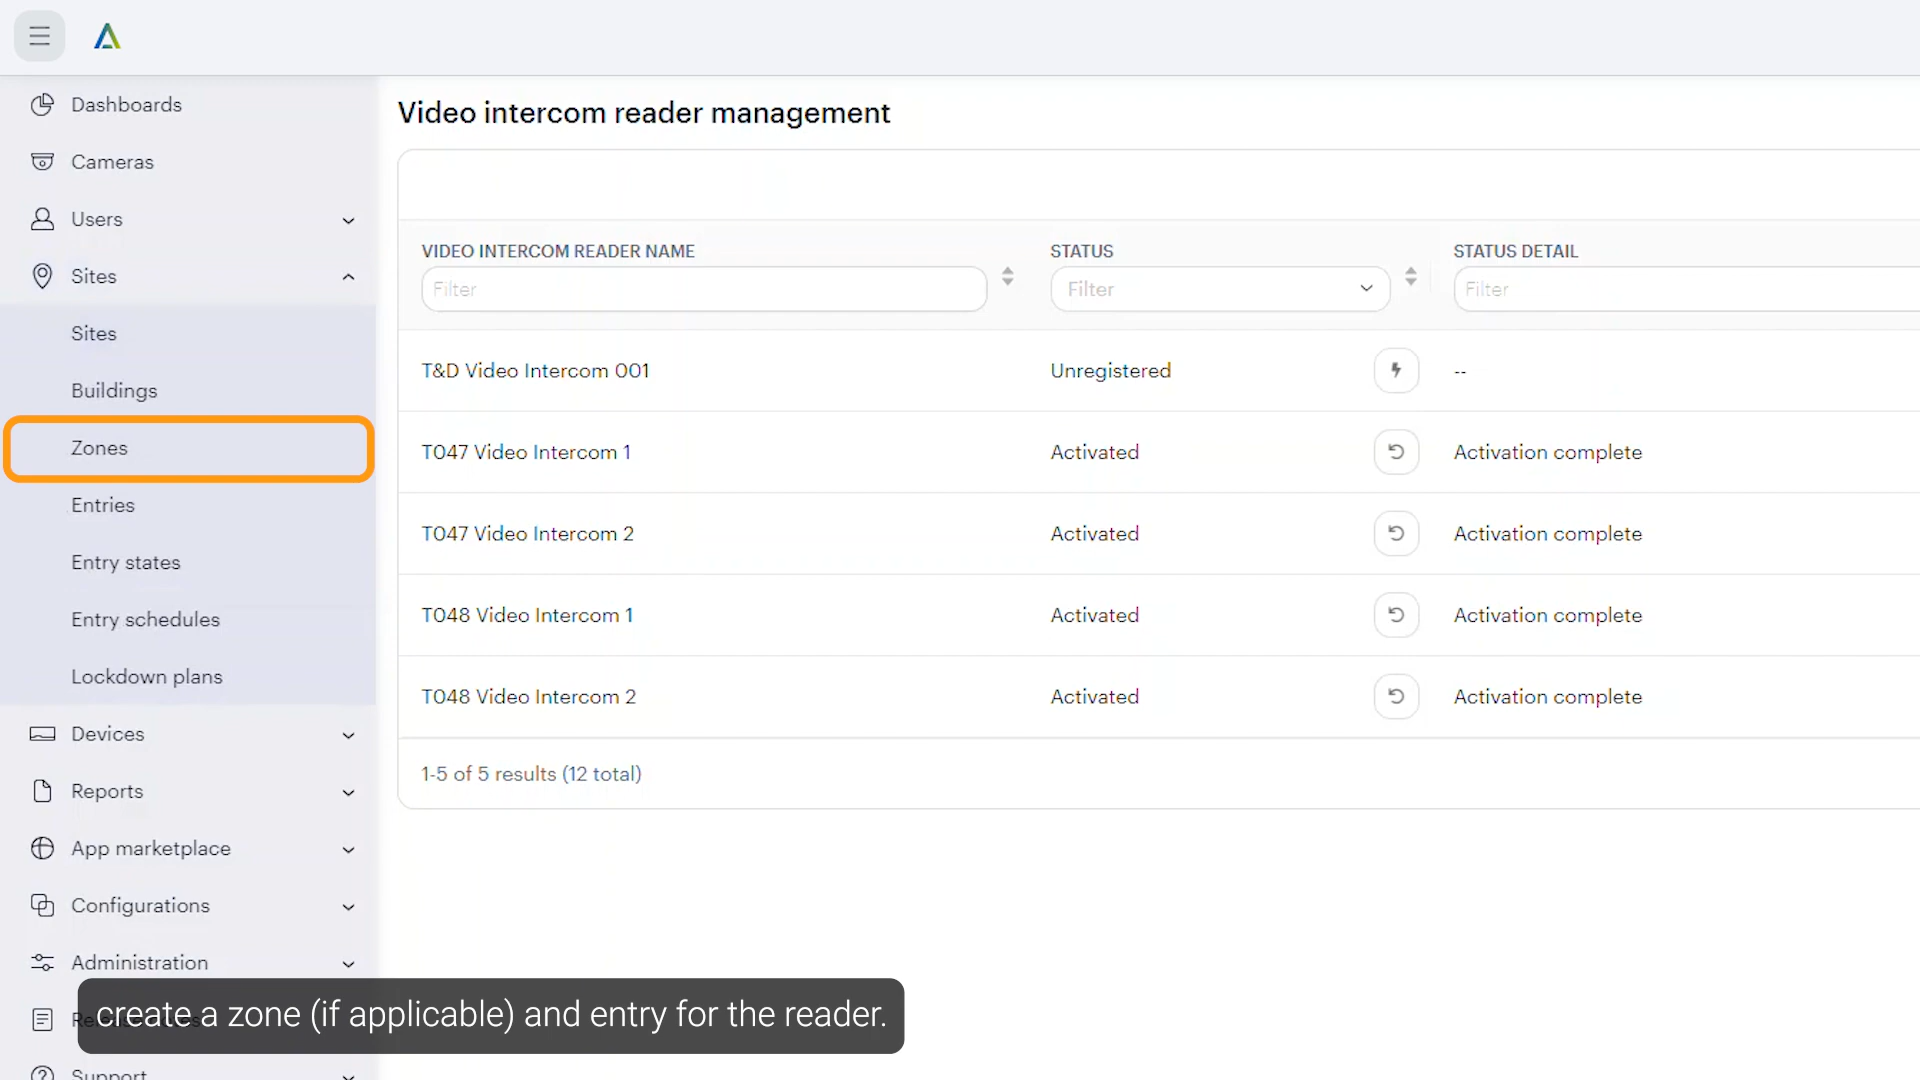 Dashboards
Cameras
Users
Sites
Sites
Buildings
Zones
Entries
Entry states
Entry schedules
Lockdown plans
Devices
Reports
App marketplace
Configurations
Administration
Support
Video intercom reader management
VIDEO INTERCOM READER NAME STATUS STATUS DETAIL
Filter Filter Filter
T&D Video Intercom 001 Unregistered --
T047 Video Intercom 1 Activated Activation complete
T047 Video Intercom 2 Activated Activation complete
T048 Video Intercom 1 Activated Activation complete
T048 Video Intercom 2 Activated Activation complete
1-5 of 5 results (12 total)
create a zone (if applicable) and entry for the reader.